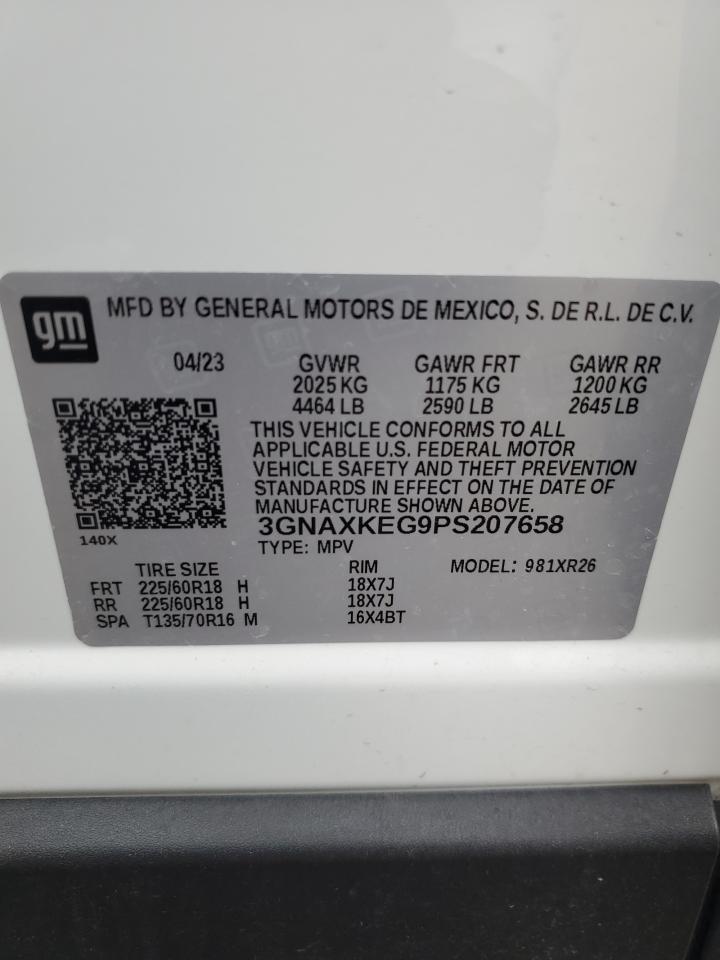 gm
MFD BY GENERAL MOTORS DE MEXICO, S. DE R.L. DE C.V.
04/23 GVWR GAWR FRT GAWR RR
2025 KG 1175 KG 1200 KG
4464 LB 2590 LB 2645 LB
THIS VEHICLE CONFORMS TO ALL
APPLICABLE U.S. FEDERAL MOTOR
VEHICLE SAFETY AND THEFT PREVENTION
STANDARDS IN EFFECT ON THE DATE OF
MANUFACTURE SHOWN ABOVE.
3GNAXKEG9PS207658
140X
TYPE: MPV
TIRE SIZE RIM MODEL: 981XR26
FRT 225/60R18 H 18X7J
RR 225/60R18 H 18X7J
SPA T135/70R16 M 16X4BT